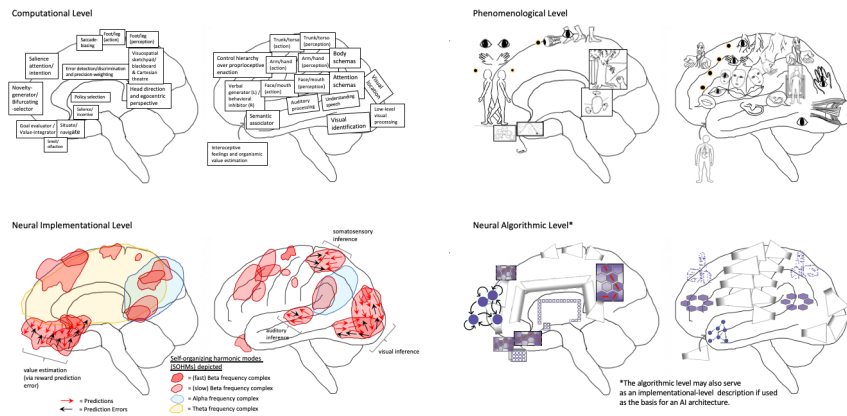 Computational Level
Foot/leg
(action)
Foot/leg
(perception)
Saccade-
biasing
Salience
attention/
intention
Error detection/discrimination
and precision-weighting
Visuospatial
sketchpad/
blackboard
& Cartesian
theatre
Novelty-
generator/
Bifurcating
-selector
Policy selection
Head direction
and egocentric
perspective
Salience/
incentive
Goal evaluator /
Value-integrator
Situate/
navigate
Smell/
olfaction
Trunk/torso
(action)
Trunk/torso
(perception)
Control hierarchy
over proprioceptive
enaction
Arm/hand
(action)
Arm/hand
(perception)
Body
schemas
Verbal
generator (L) /
behavioral
inhibitor (R)
Face/mouth
(action)
Face/mouth
(perception)
Attention
schemas
Visual
location
Auditory
processing
Understanding
speech
Semantic
associator
Visual
identification
Low-level
visual
processing
Interoceptive
feelings and organismic
value estimation
Phenomenological Level
Neural Implementational Level
somatosensory
inference
auditory
inference
visual inference
value estimation
(via reward prediction
error)
Self-organizing harmonic modes
(SOHMs) depicted
= (fast) Beta frequency complex
= (slow) Beta frequency complex
= Alpha frequency complex
= Theta frequency complex
= Predictions
= Prediction Errors
Neural Algorithmic Level*
*The algorithmic level may also serve
as an implementational-level description if used
as the basis for an AI architecture.